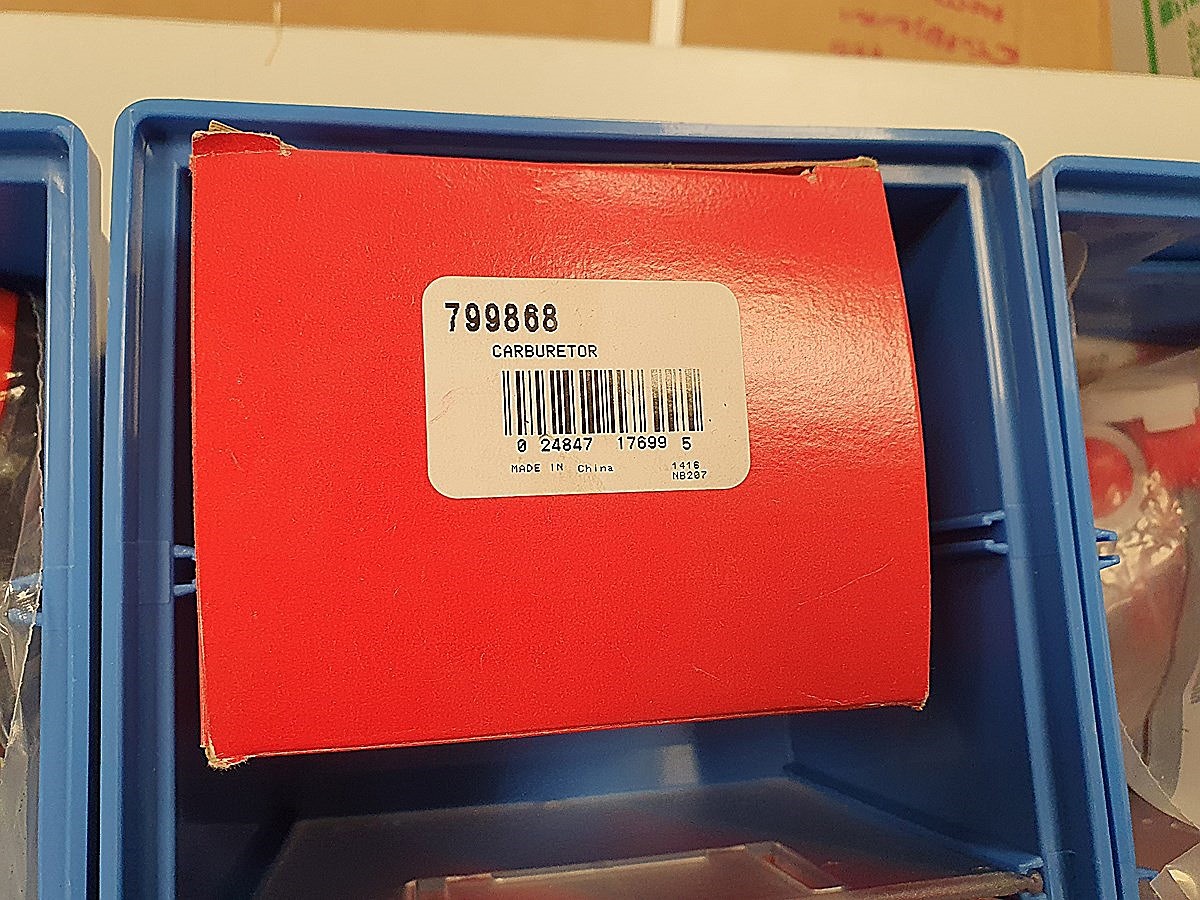 799868
CARBURETOR
0 24847 17699 5
MADE IN China
1416
NB207